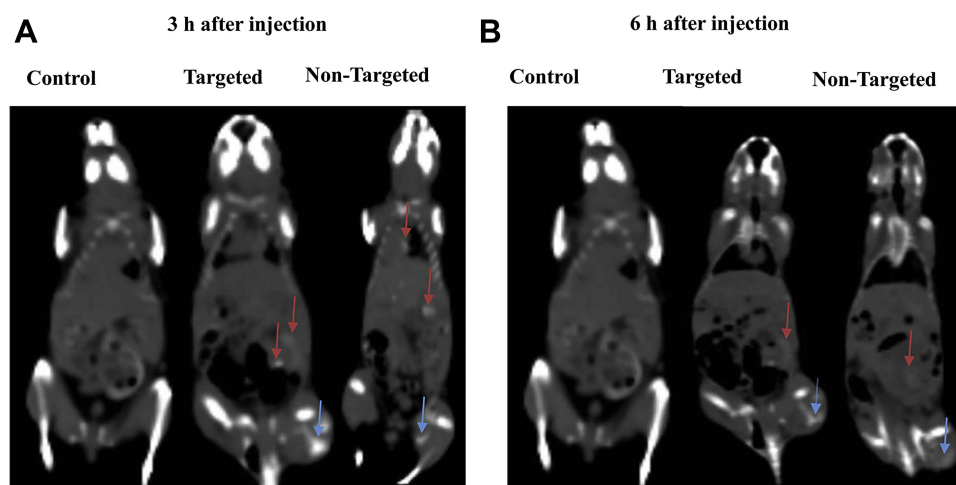 A
3 h after injection
Control Targeted Non-Targeted
B
6 h after injection
Control Targeted Non-Targeted